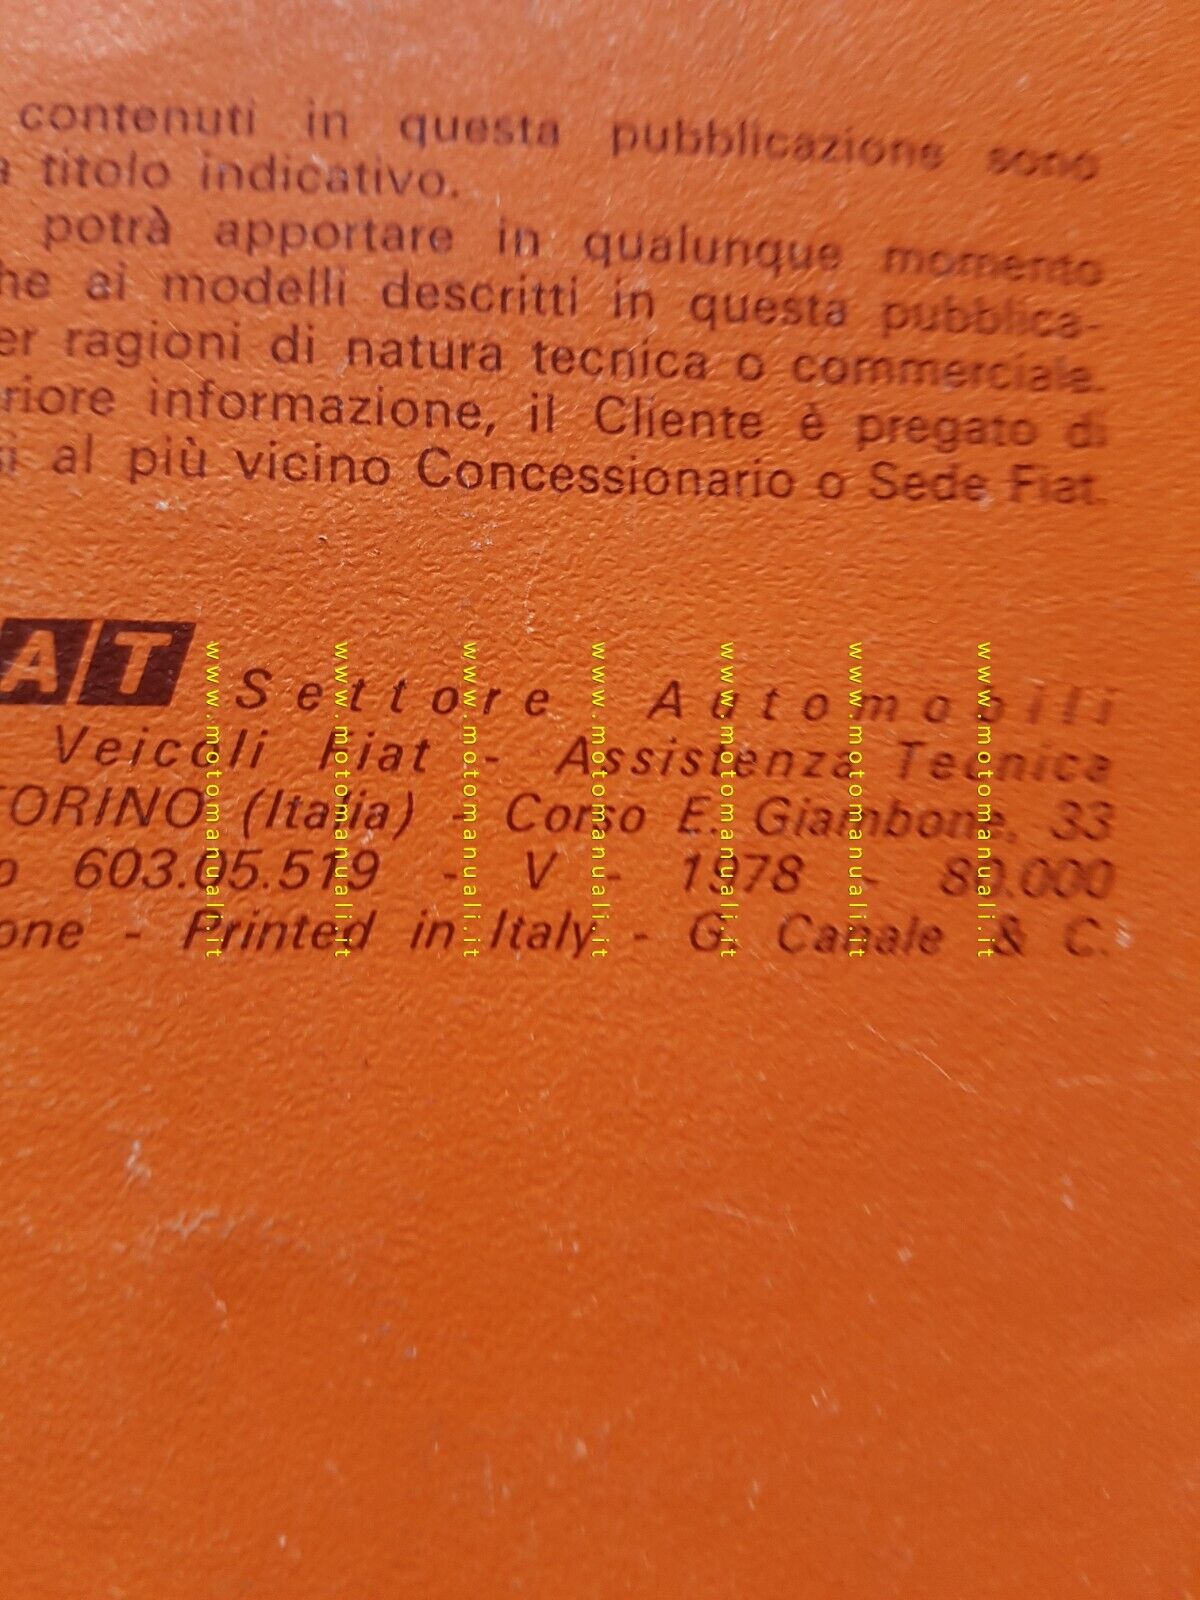 contenuti in questa pubblicazione sono
a titolo indicativo.
potrà apportare in qualunque momento
he ai modelli descritti in questa pubblica-
er ragioni di natura tecnica o commerciale.
riore informazione, il Cliente è pregato di
si al più vicino Concessionario o Sede Fiat.
AT Settore Automobili
Veicoli Fiat - Assistenza Tecnica
TORINO (Italia) - Corso E. Giambone, 33
o 603.05.519 - V - 1978 - 80.000
one - Printed in Italy - G. Canale & C.
www.motomanuali.it
www.motomanuali.it
www.motomanuali.it
www.motomanuali.it
www.motomanuali.it
www.motomanuali.it
www.motomanuali.it